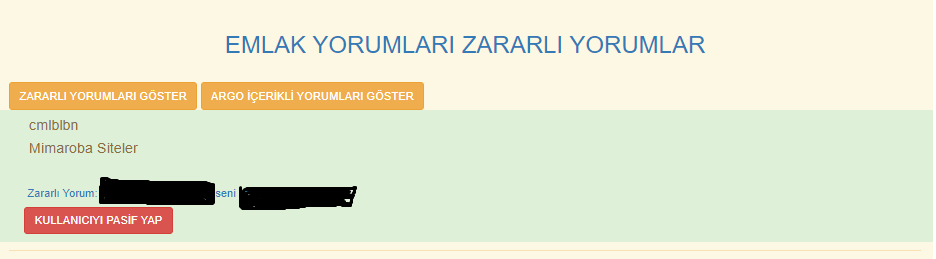 EMLAK YORUMLARI ZARARLI YORUMLAR
ZARARLI YORUMLARI GÖSTER ARGO İÇERİKLİ YORUMLARI GÖSTER
cmlblbn
Mimaroba Siteler
Zararlı Yorum: seni
KULLANICIYI PASİF YAP